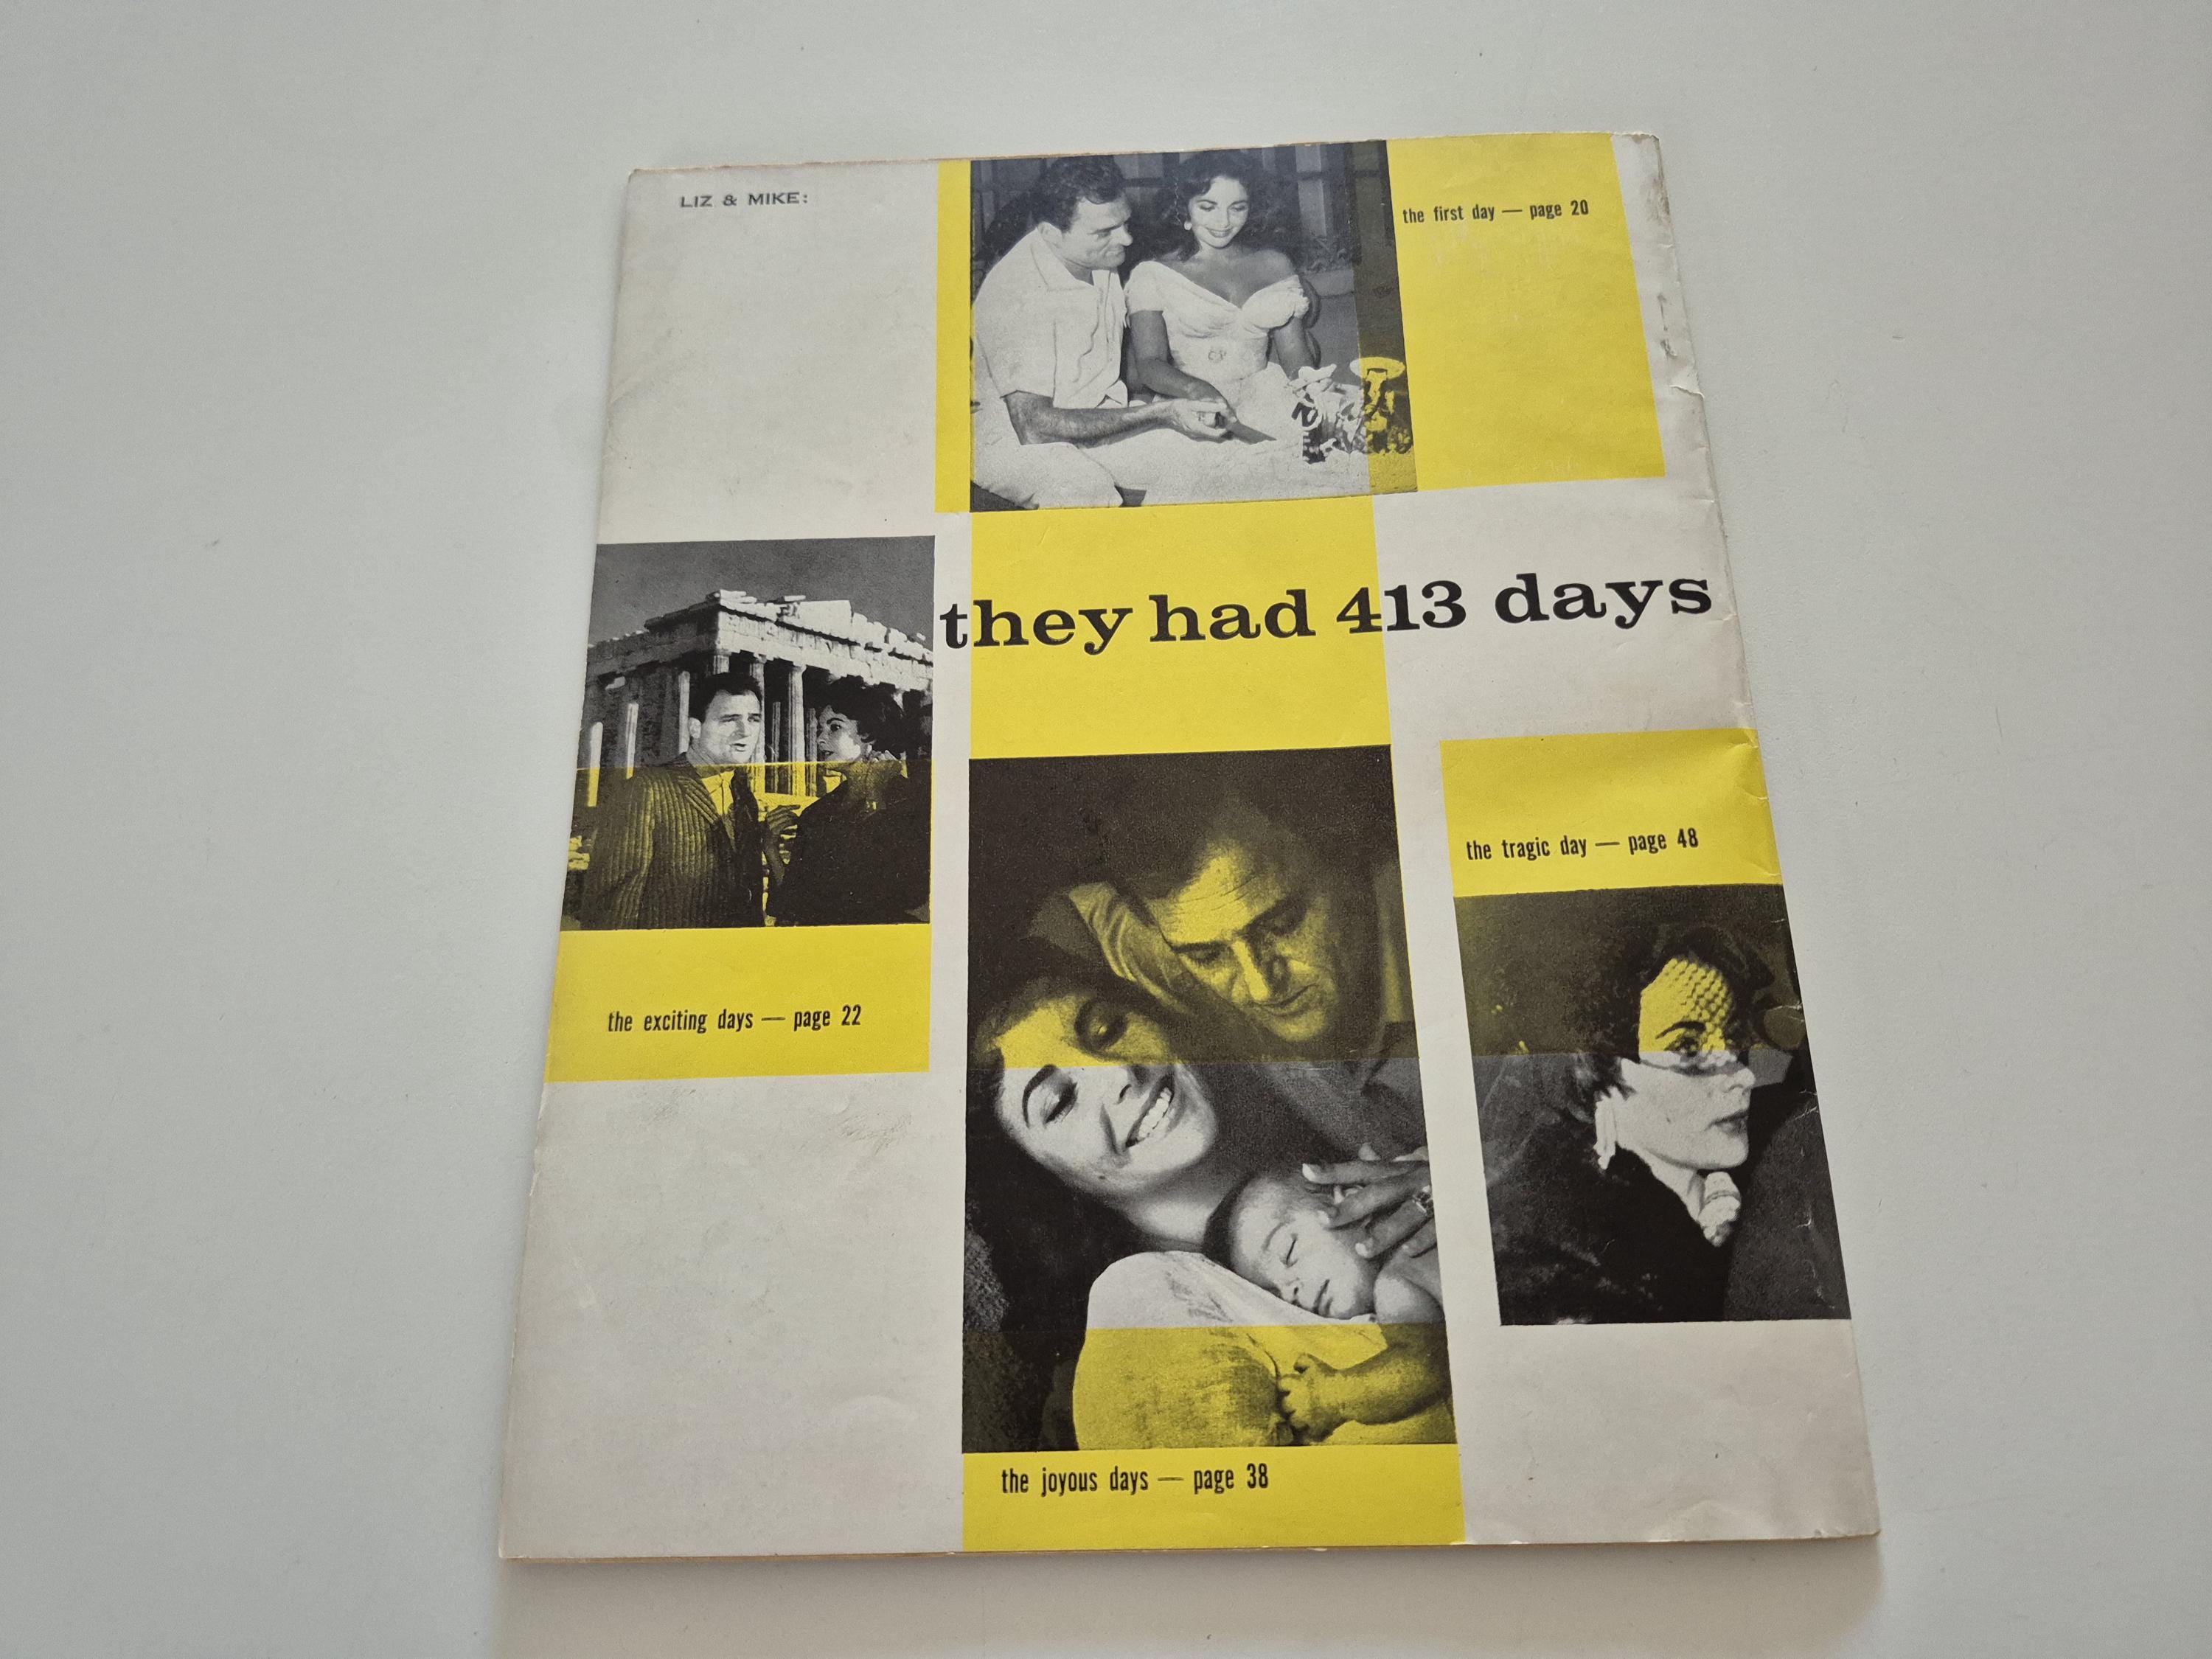 LIZ & MIKE:
the first day — page 20
they had 413 days
the exciting days — page 22
the tragic day — page 48
the joyous days — page 38